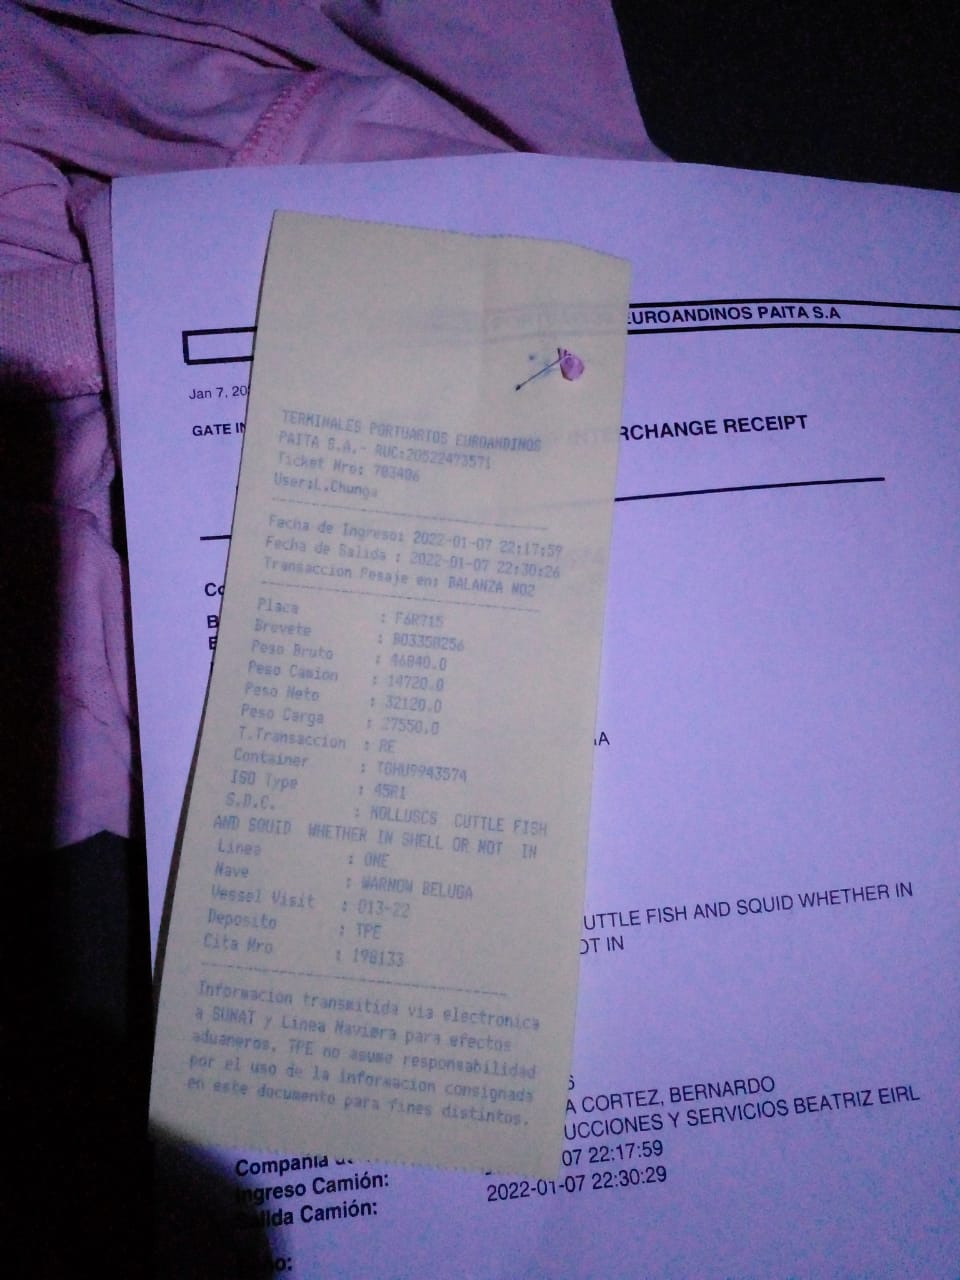 EUROANDINOS PAITA S.A
Jan 7, 20
GATE IN
RCHANGE RECEIPT
TERMINALES PORTUARIOS EUROANDINOS
PAITA S.A.- RUC:20522473571
Ticket Nro: 703406
User:L.Chunga
Fecha de Ingreso: 2022-01-07 22:17:59
Fecha de Salida : 2022-01-07 22:30:26
Transaccion Pesaje en: BALANZA NO2
Placa : F6R715
Brevete : B03358256
Peso Bruto : 46840.0
Peso Camion : 14720.0
Peso Neto : 32120.0
Peso Carga : 27550.0
T.Transaccion : RE
Container : TGHU9943574
ISO Type : 45R1
S.D.C. : MOLLUSCS CUTTLE FISH
AND SQUID WHETHER IN SHELL OR NOT IN
Linea : ONE
Nave : WARNOW BELUGA
Vessel Visit : 013-22
Deposito : TPE
Cita Nro : 198133
Informacion transmitida via electronica
a SUNAT y Linea Naviera para efectos
aduaneros. TPE no asume responsabilidad
por el uso de la informacion consignada
en este documento para fines distintos.
UTTLE FISH AND SQUID WHETHER IN
OT IN
A CORTEZ, BERNARDO
UCCIONES Y SERVICIOS BEATRIZ EIRL
Compañía
07 22:17:59
Ingreso Camión:
2022-01-07 22:30:29
lida Camión: